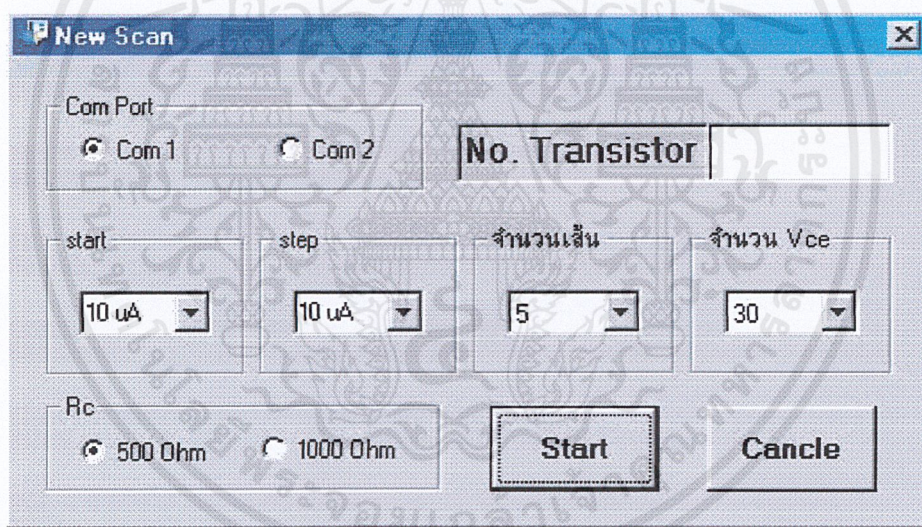 New Scan
Com Port
Com 1 Com 2
No. Transistor
start step จำนวนเส้น จำนวน Vce
10 uA 10 uA 5 30
Rc
500 Ohm 1000 Ohm
Start Cancle